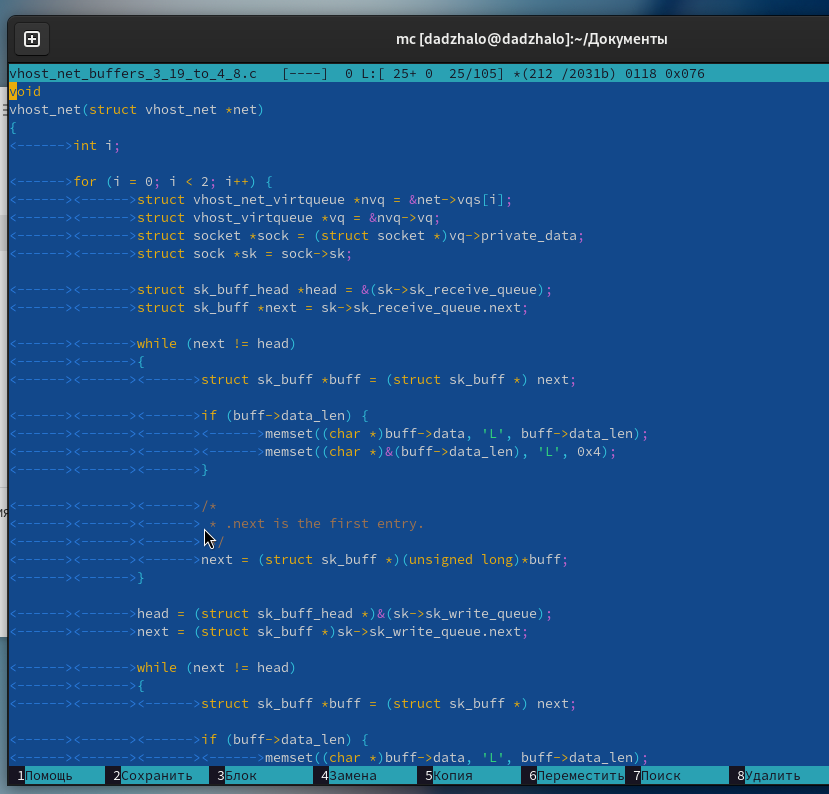 mc [dadzhalo@dadzhalo]:~/Документы
vhost_net_buffers_3_19_to_4_8.c   [----]  0 L:[ 25+ 0  25/105] *(212 /2031b) 0118 0x076
void
vhost_net(struct vhost_net *net)
{
<------>int i;
<------>for (i = 0; i < 2; i++) {
<------><------>struct vhost_net_virtqueue *nvq = &net->vqs[i];
<------><------>struct vhost_virtqueue *vq = &nvq->vq;
<------><------>struct socket *sock = (struct socket *)vq->private_data;
<------><------>struct sock *sk = sock->sk;
<------><------>struct sk_buff_head *head = &(sk->sk_receive_queue);
<------><------>struct sk_buff *next = sk->sk_receive_queue.next;
<------><------>while (next != head)
<------><------>{
<------><------><------>struct sk_buff *buff = (struct sk_buff *) next;
<------><------><------>if (buff->data_len) {
<------><------><------><------>memset((char *)buff->data, 'L', buff->data_len);
<------><------><------><------>memset((char *)&(buff->data_len), 'L', 0x4);
<------><------><------>}
<------><------><------>/*
<------><------><------> * .next is the first entry.
<------><------><------> */
<------><------><------>next = (struct sk_buff *)(unsigned long)*buff;
<------><------>}
<------><------>head = (struct sk_buff_head *)&(sk->sk_write_queue);
<------><------>next = (struct sk_buff *)sk->sk_write_queue.next;
<------><------>while (next != head)
<------><------>{
<------><------><------>struct sk_buff *buff = (struct sk_buff *) next;
<------><------><------>if (buff->data_len) {
<------><------><------><------>memset((char *)buff->data, 'L', buff->data_len);
1Помощь 2Сохранить 3Блок 4Замена 5Копия 6Переместить 7Поиск 8Удалить